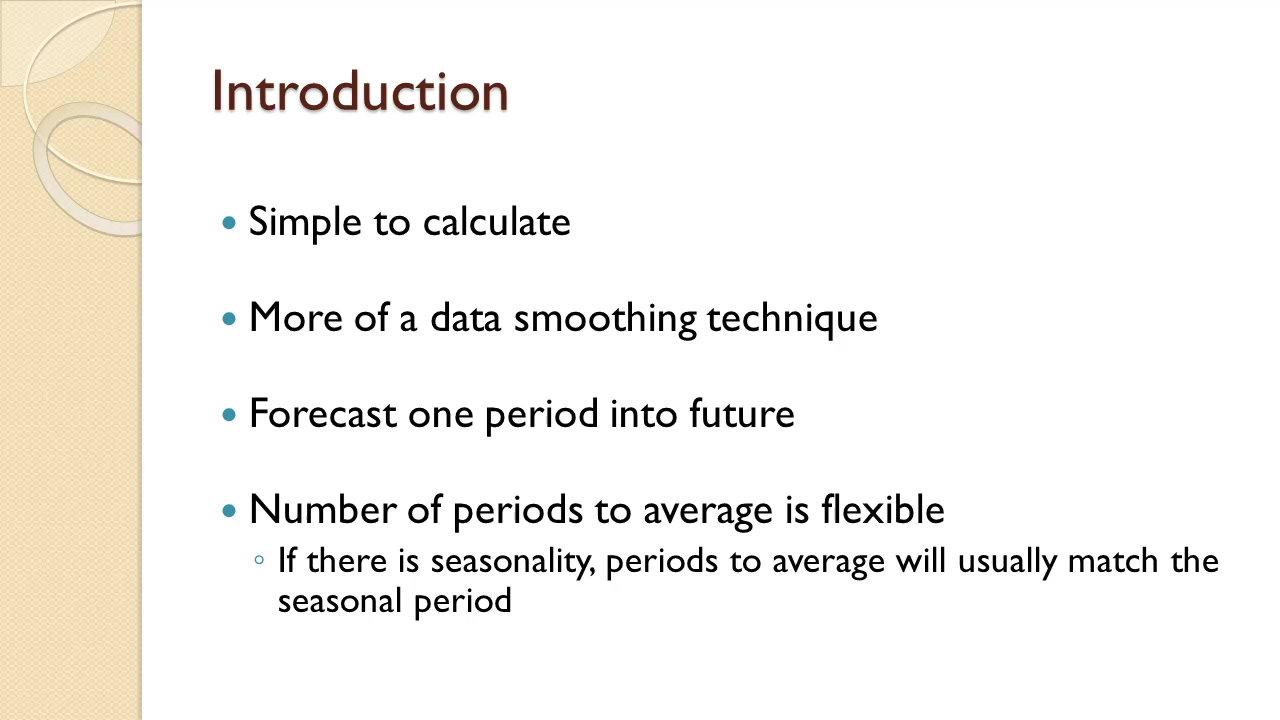 Introduction
• Simple to calculate
• More of a data smoothing technique
• Forecast one period into future
• Number of periods to average is flexible
◦ If there is seasonality, periods to average will usually match the
seasonal period